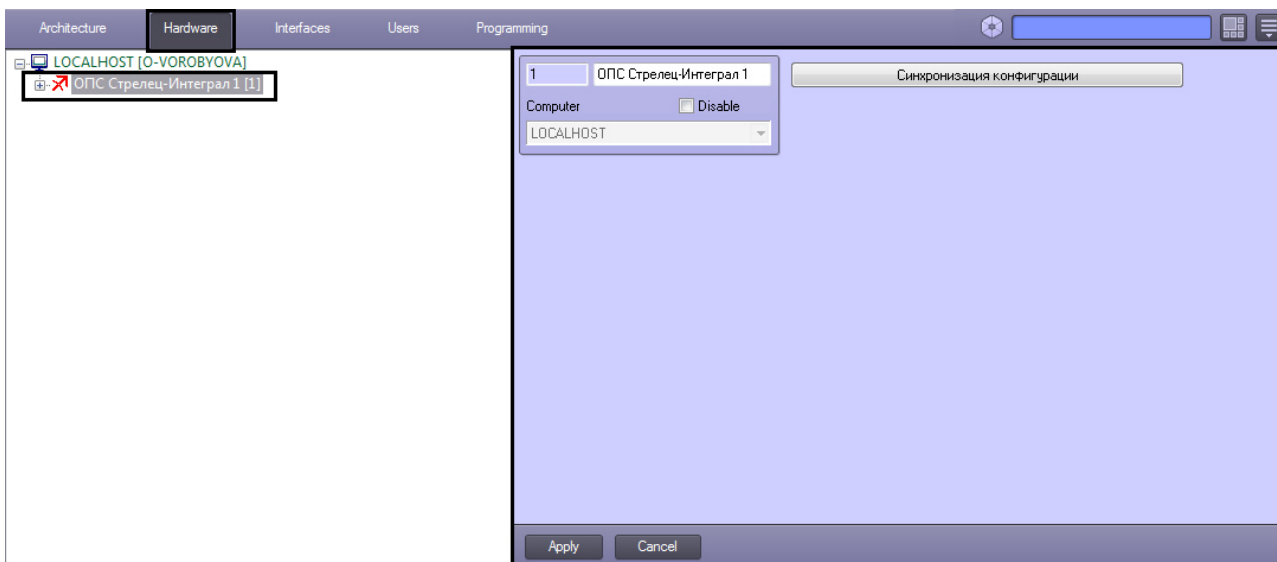 Architecture Hardware Interfaces Users Programming
LOCALHOST [O-VOROBYOVA]
ОПС Стрелец-Интеграл 1 [1]
1 ОПС Стрелец-Интеграл 1
Синхронизация конфигурации
Computer Disable
LOCALHOST
Apply Cancel